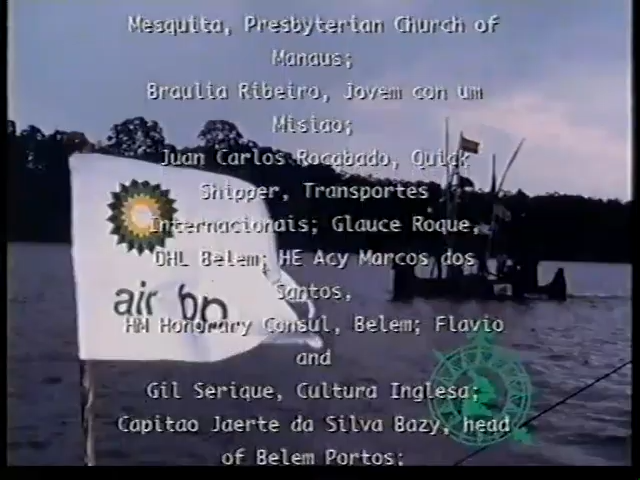 Mesquita, Presbyterian Church of
Manaus;
Braulia Ribeiro, Jovem con um
Misiao;
Juan Carlos Rocabado, Quick
Shipper, Transportes
Internacionais; Glauce Roque,
DHL Belem; HE Acy Marcos dos
Santos,
HM Honorary Consul, Belem; Flavio
and
Gil Serique, Cultura Inglesa;
Capitao Jaerte da Silva Bazy, head
of Belem Portos;
air bp